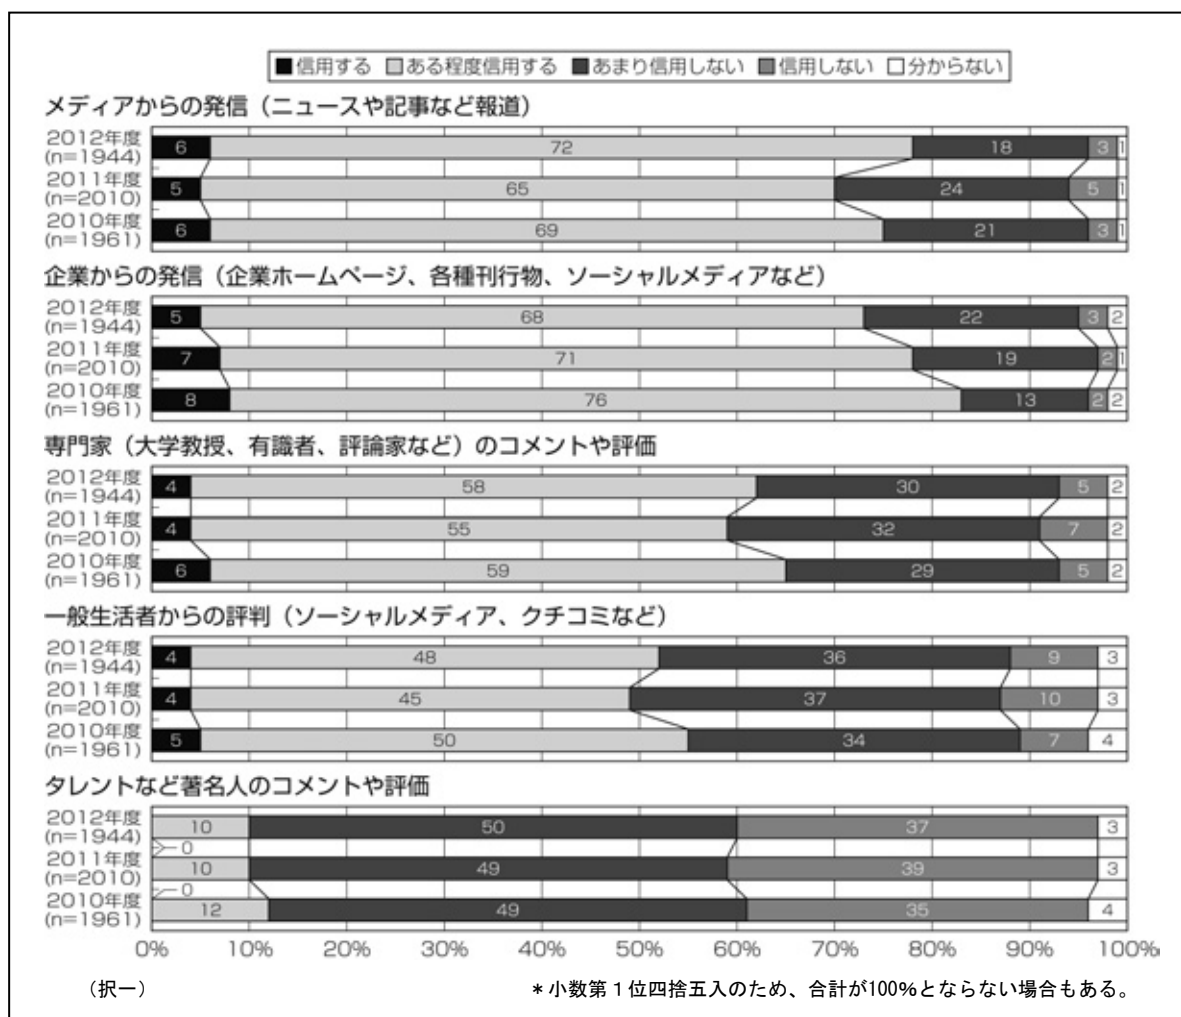 ■信用する □ある程度信用する ■あまり信用しない ■信用しない □分からない
メディアからの発信（ニュースや記事など報道）
2012年度
(n=1944)
6 72 18 3 1
2011年度
(n=2010)
5 65 24 5 1
2010年度
(n=1961)
6 69 21 3 1
企業からの発信（企業ホームページ、各種刊行物、ソーシャルメディアなど）
2012年度
(n=1944)
5 68 22 3 2
2011年度
(n=2010)
7 71 19 2 1
2010年度
(n=1961)
8 76 13 2 2
専門家（大学教授、有識者、評論家など）のコメントや評価
2012年度
(n=1944)
4 58 30 5 2
2011年度
(n=2010)
4 55 32 7 2
2010年度
(n=1961)
6 59 29 5 2
一般生活者からの評判（ソーシャルメディア、クチコミなど）
2012年度
(n=1944)
4 48 36 9 3
2011年度
(n=2010)
4 45 37 10 3
2010年度
(n=1961)
5 50 34 7 4
タレントなど著名人のコメントや評価
2012年度
(n=1944)
10 50 37 3
0
2011年度
(n=2010)
10 49 39 3
0
2010年度
(n=1961)
12 49 35 4
0% 10% 20% 30% 40% 50% 60% 70% 80% 90% 100%
（択一） ＊小数第１位四捨五入のため、合計が100％とならない場合もある。